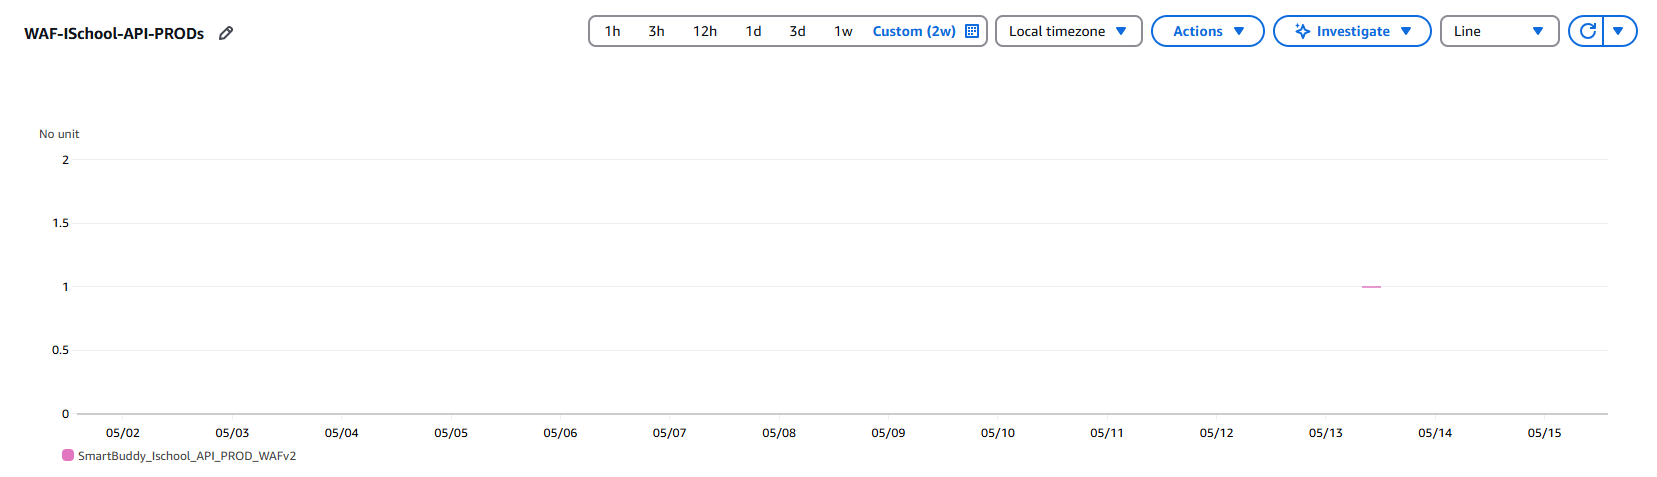 WAF-ISchool-API-PRODs
1h 3h 12h 1d 3d 1w Custom (2w) Local timezone Actions Investigate Line
No unit
2
1.5
1
0.5
0
05/02 05/03 05/04 05/05 05/06 05/07 05/08 05/09 05/10 05/11 05/12 05/13 05/14 05/15
SmartBuddy_Ischool_API_PROD_WAFv2